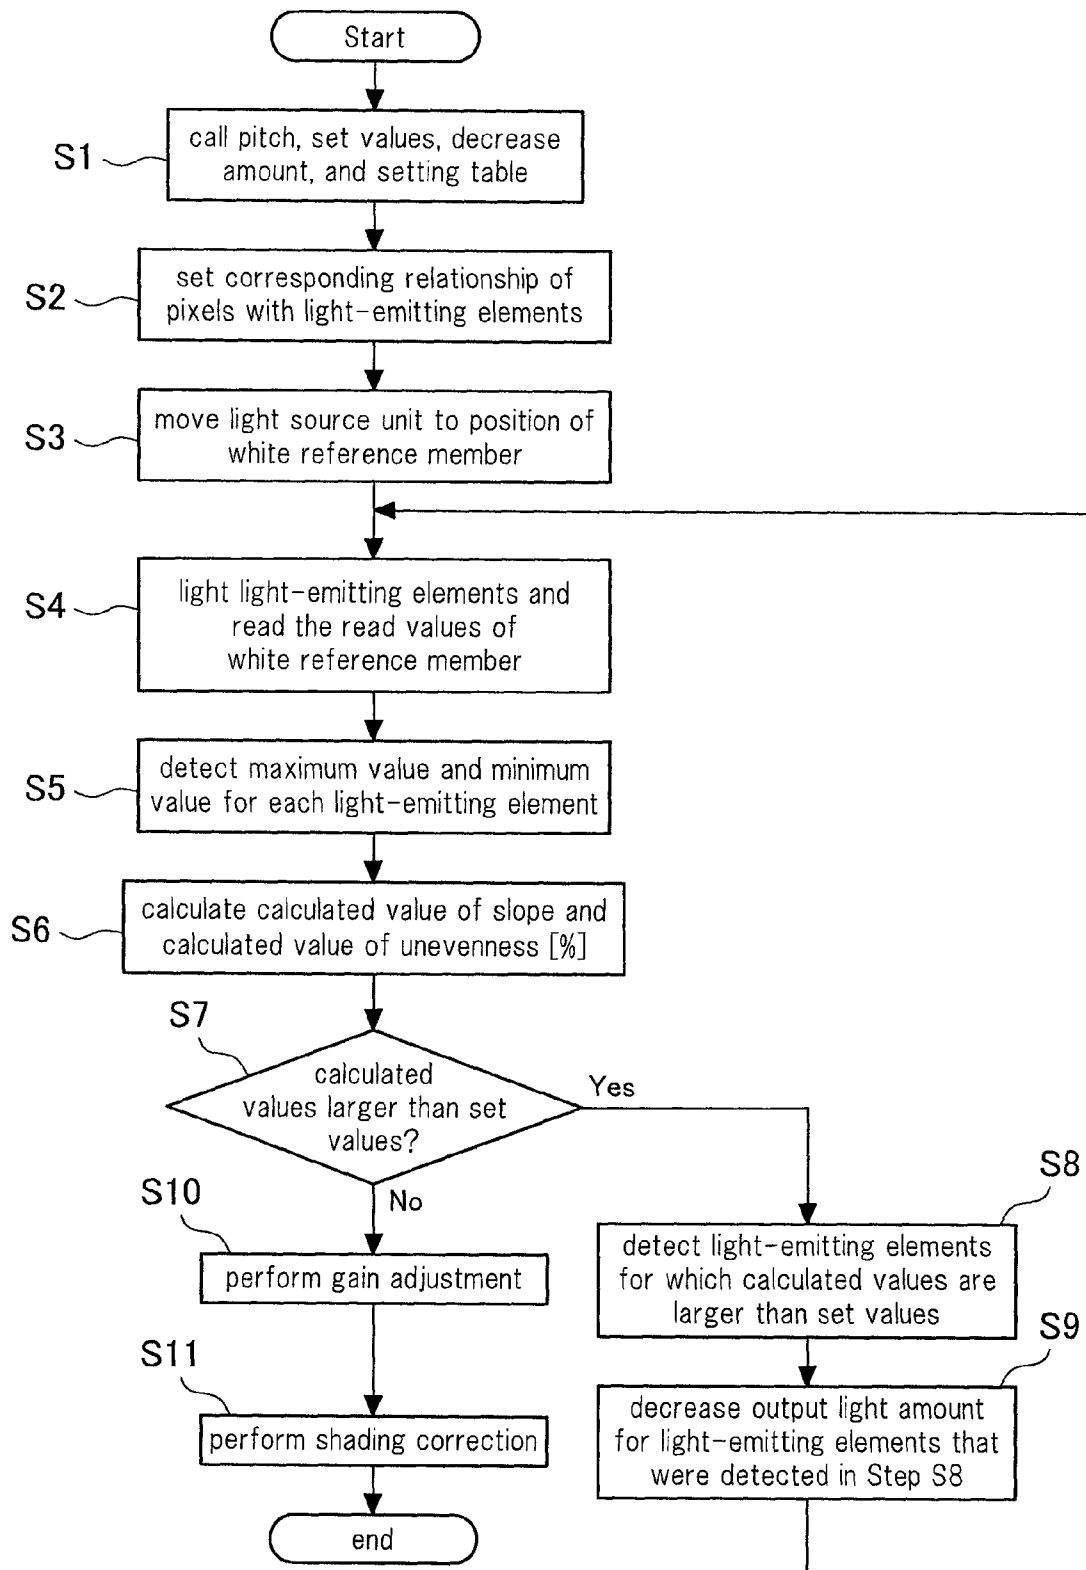 Start
S1
call pitch, set values, decrease
amount, and setting table
S2
set corresponding relationship of
pixels with light-emitting elements
S3
move light source unit to position of
white reference member
S4
light light-emitting elements and
read the read values of
white reference member
S5
detect maximum value and minimum
value for each light-emitting element
S6
calculate calculated value of slope and
calculated value of unevenness [%]
S7
calculated
values larger than set
values?
Yes
No
S8
detect light-emitting elements
for which calculated values are
larger than set values
S9
decrease output light amount
for light-emitting elements that
were detected in Step S8
S10
perform gain adjustment
S11
perform shading correction
end